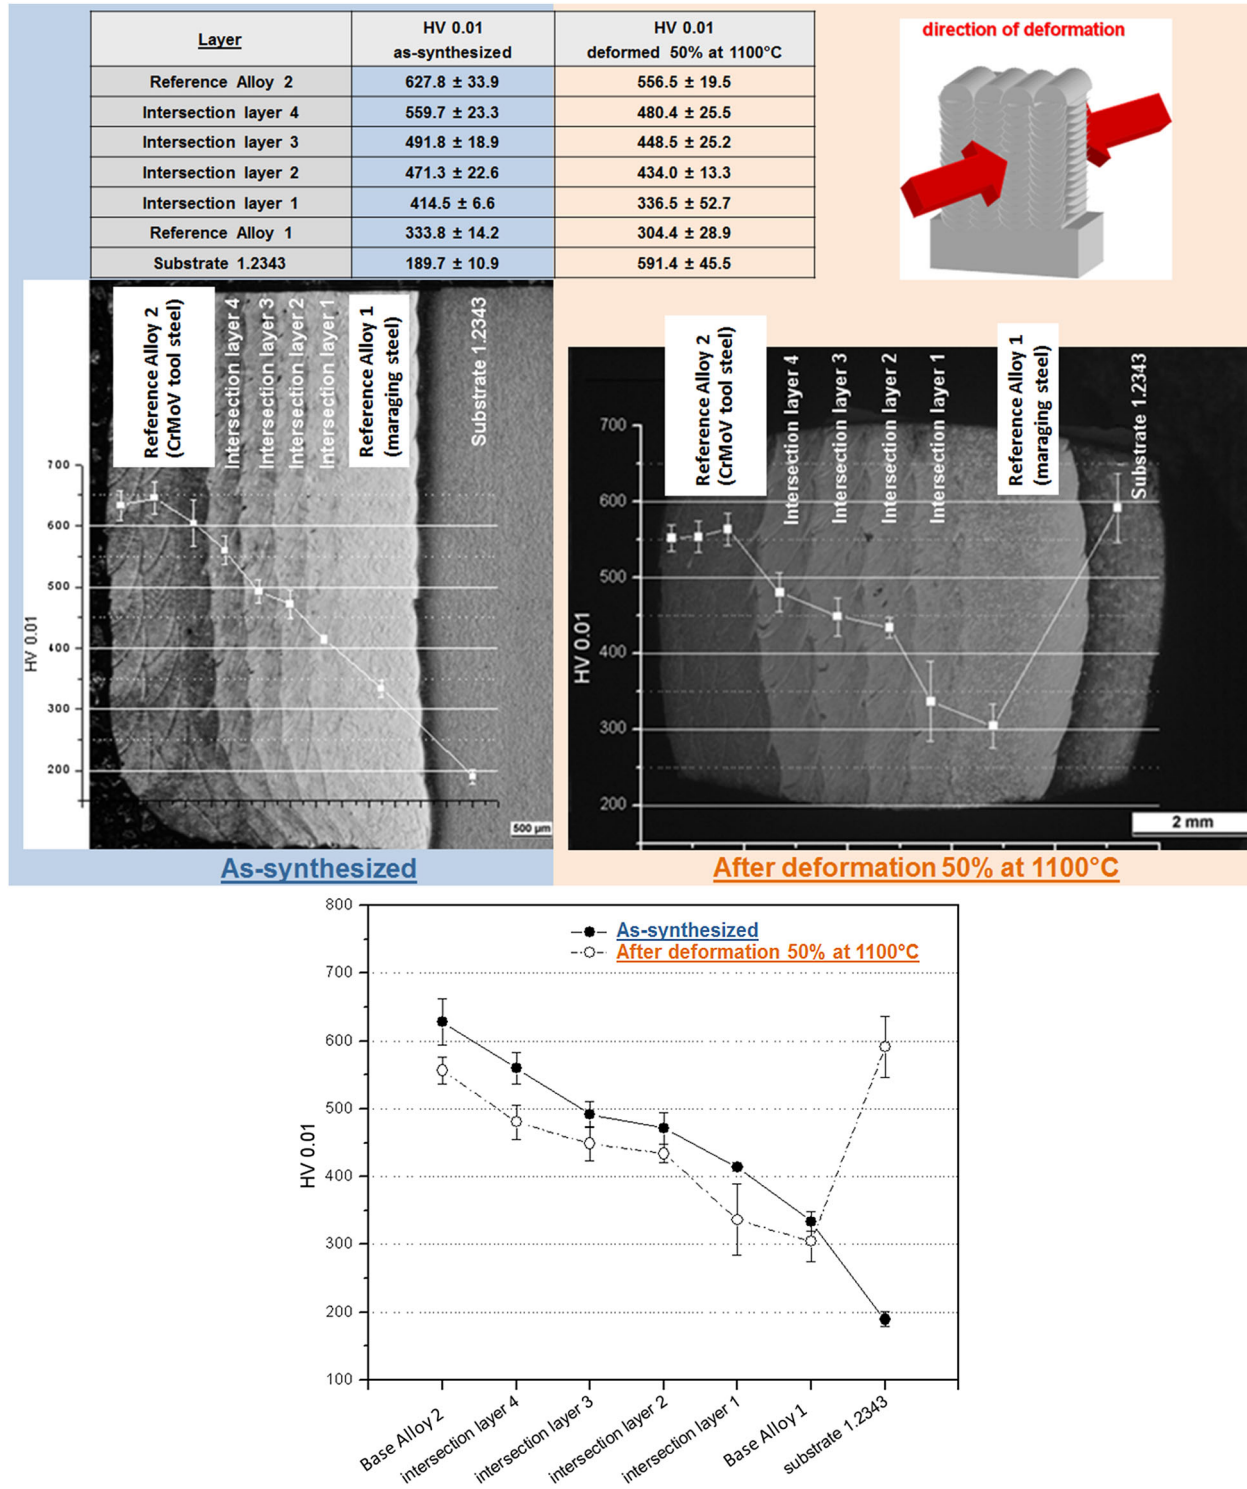 Layer
HV 0.01
as-synthesized
HV 0.01
deformed 50% at 1100°C
Reference Alloy 2 627.8 ± 33.9 556.5 ± 19.5
Intersection layer 4 559.7 ± 23.3 480.4 ± 25.5
Intersection layer 3 491.8 ± 18.9 448.5 ± 25.2
Intersection layer 2 471.3 ± 22.6 434.0 ± 13.3
Intersection layer 1 414.5 ± 6.6 336.5 ± 52.7
Reference Alloy 1 333.8 ± 14.2 304.4 ± 28.9
Substrate 1.2343 189.7 ± 10.9 591.4 ± 45.5
direction of deformation
Reference Alloy 2
(CrMoV tool steel)
Intersection layer 4
Intersection layer 3
Intersection layer 2
Intersection layer 1
Reference Alloy 1
(maraging steel)
Substrate 1.2343
700
600
500
400
300
200
HV 0.01
500 µm
As-synthesized
Reference Alloy 2
(CrMoV tool steel)
Intersection layer 4
Intersection layer 3
Intersection layer 2
Intersection layer 1
Reference Alloy 1
(maraging steel)
Substrate 1.2343
700
600
500
400
300
200
HV 0.01
2 mm
After deformation 50% at 1100°C
800
700
600
500
400
300
200
100
HV 0.01
As-synthesized
After deformation 50% at 1100°C
Base Alloy 2
intersection layer 4
intersection layer 3
intersection layer 2
intersection layer 1
Base Alloy 1
substrate 1.2343